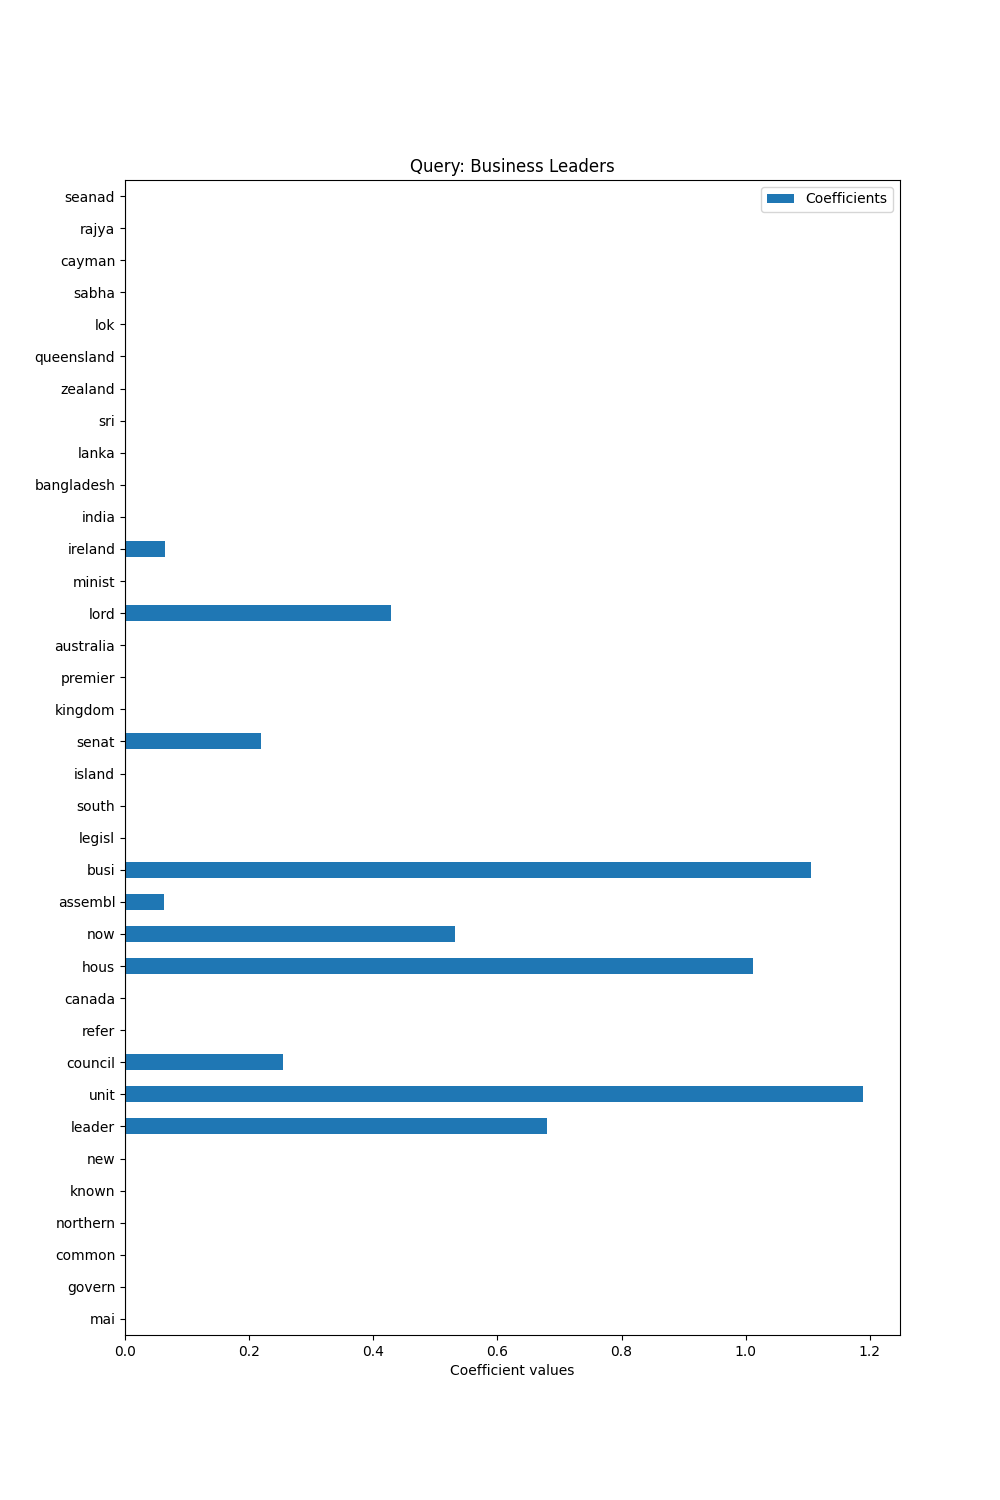 Query: Business Leaders
Coefficients
seanad
rajya
cayman
sabha
lok
queensland
zealand
sri
lanka
bangladesh
india
ireland
minist
lord
australia
premier
kingdom
senat
island
south
legisl
busi
assembl
now
hous
canada
refer
council
unit
leader
new
known
northern
common
govern
mai
0.0 0.2 0.4 0.6 0.8 1.0 1.2
Coefficient values